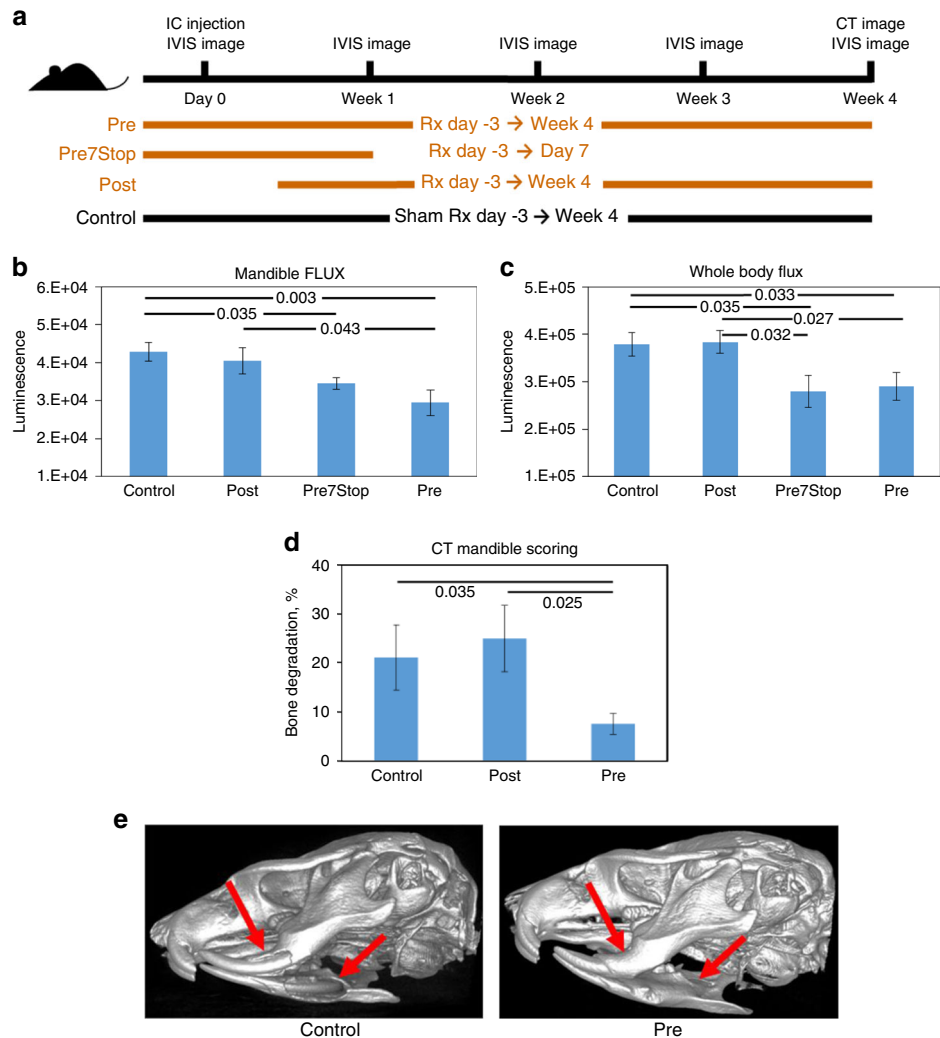 a
IC injection
IVIS image
IVIS image
IVIS image
IVIS image
CT image
IVIS image
Day 0
Week 1
Week 2
Week 3
Week 4
Pre
Rx day -3 → Week 4
Pre7Stop
Rx day -3 → Day 7
Post
Rx day -3 → Week 4
Control
Sham Rx day -3 → Week 4
b
Mandible FLUX
Luminescence
6.E+04
5.E+04
4.E+04
3.E+04
2.E+04
1.E+04
0.003
0.035
0.043
Control
Post
Pre7Stop
Pre
c
Whole body flux
Luminescence
5.E+05
4.E+05
3.E+05
2.E+05
1.E+05
0.033
0.035
0.027
0.032
Control
Post
Pre7Stop
Pre
d
CT mandible scoring
Bone degradation, %
40
30
20
10
0
0.035
0.025
Control
Post
Pre
e
Control
Pre